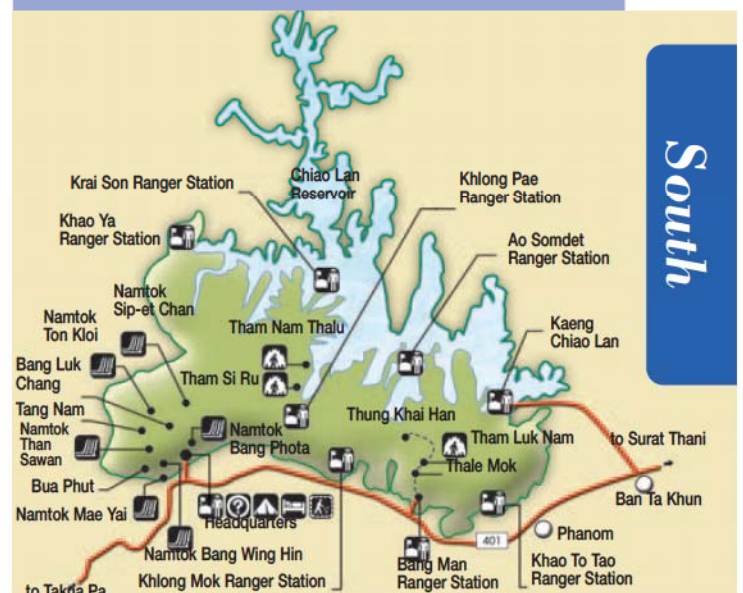 South
Chiao Lan
Reservoir
Krai Son Ranger Station
Khlong Pae
Ranger Station
Khao Ya
Ranger Station
Ao Somdet
Ranger Station
Namtok
Sip-et Chan
Namtok
Ton Kloi
Tham Nam Thalu
Kaeng
Chiao Lan
Bang Luk
Chang
Tham Si Ru
Tang Nam
Thung Khai Han
Namtok
Than
Sawan
Namtok
Bang Phota
Tham Luk Nam
to Surat Thani
Thale Mok
Bua Phut
Ban Ta Khun
Namtok Mae Yai
Headquarters
Phanom
401
Namtok Bang Wing Hin
Bang Man
Ranger Station
Khao To Tao
Ranger Station
Khlong Mok Ranger Station
to Takua Pa